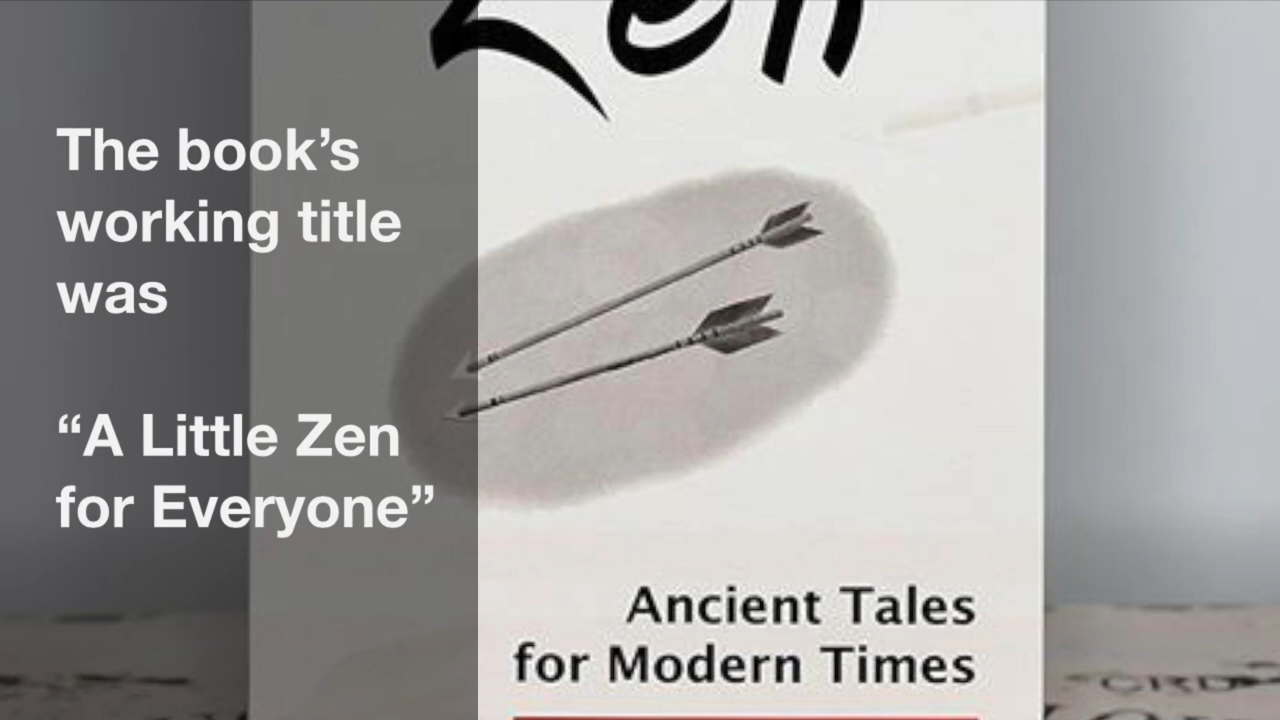 Zen
The book’s
working title
was
“A Little Zen
for Everyone”
Ancient Tales
for Modern Times